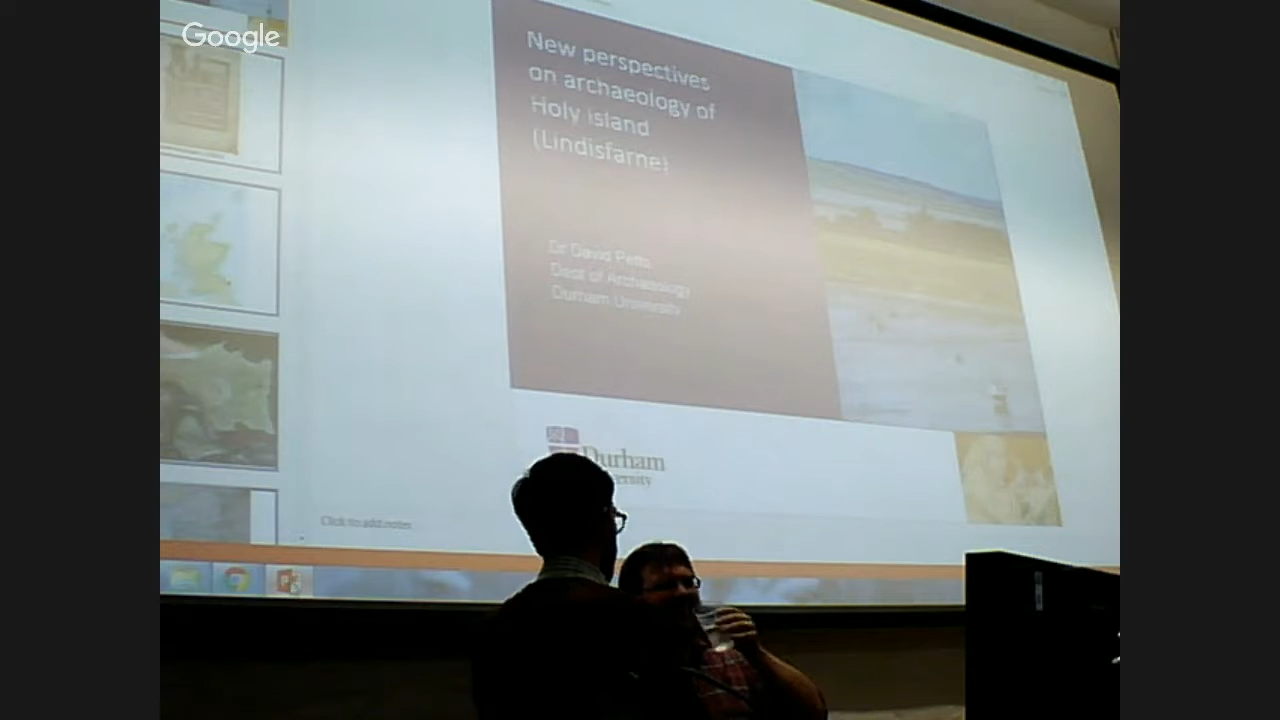 Google
New perspectives
on archaeology of
Holy island
(Lindisfarne)
Dr David Petts
Dept of Archaeology
Durham University
Durham
ersity
Click to add notes